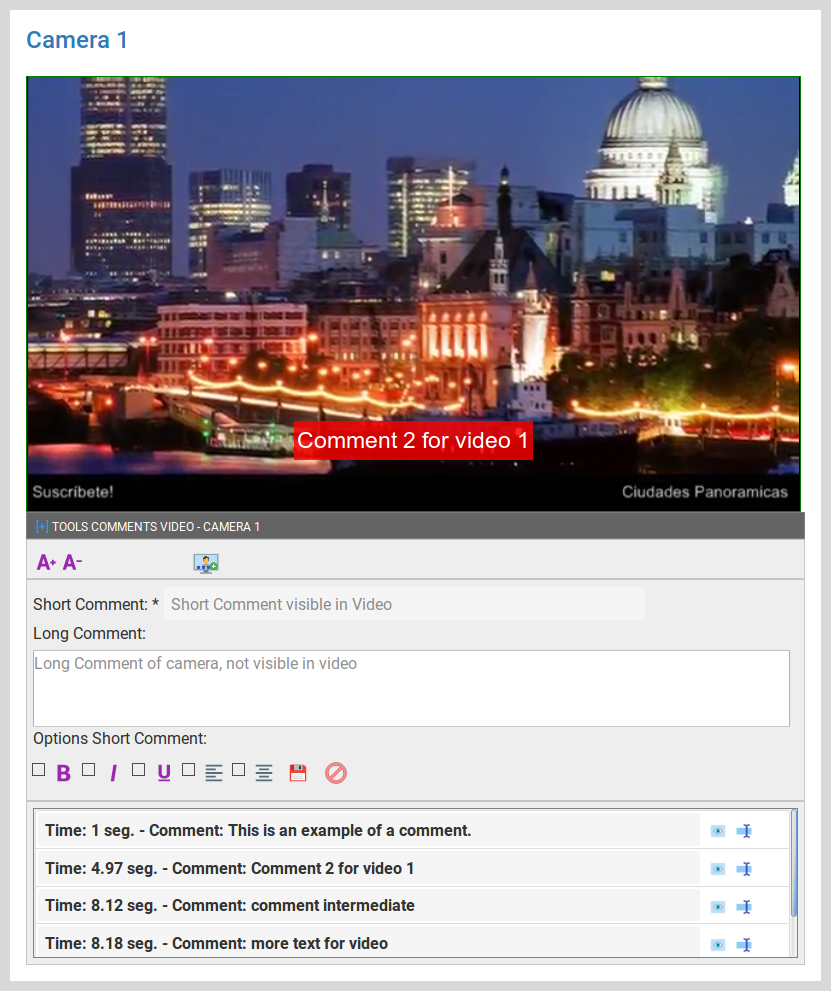 Camera 1
Comment 2 for video 1
Suscríbete!
Ciudades Panoramicas
[+] TOOLS COMMENTS VIDEO - CAMERA 1
A+ A-
Short Comment: * Short Comment visible in Video
Long Comment:
Long Comment of camera, not visible in video
Options Short Comment:
B I U
Time: 1 seg. - Comment: This is an example of a comment.
Time: 4.97 seg. - Comment: Comment 2 for video 1
Time: 8.12 seg. - Comment: comment intermediate
Time: 8.18 seg. - Comment: more text for video